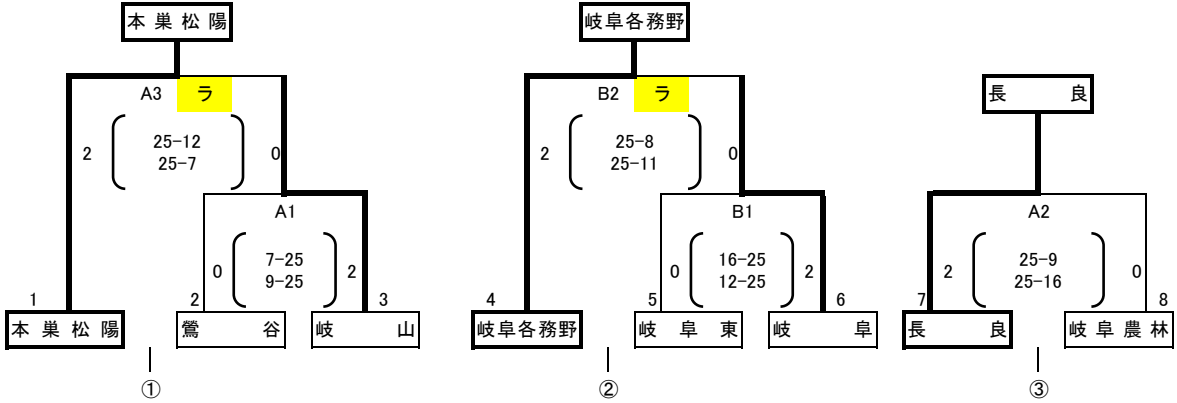 本巣松陽
A3 ラ
2
25-12
25-7
0
A1
0
7-25
9-25
2
1
2
3
本巣松陽
鶯谷
岐山
①
岐阜各務野
B2 ラ
2
25-8
25-11
0
B1
0
16-25
12-25
2
4
5
6
岐阜各務野
岐阜東
岐阜
②
長良
A2
2
25-9
25-16
0
7
8
長良
岐阜農林
③